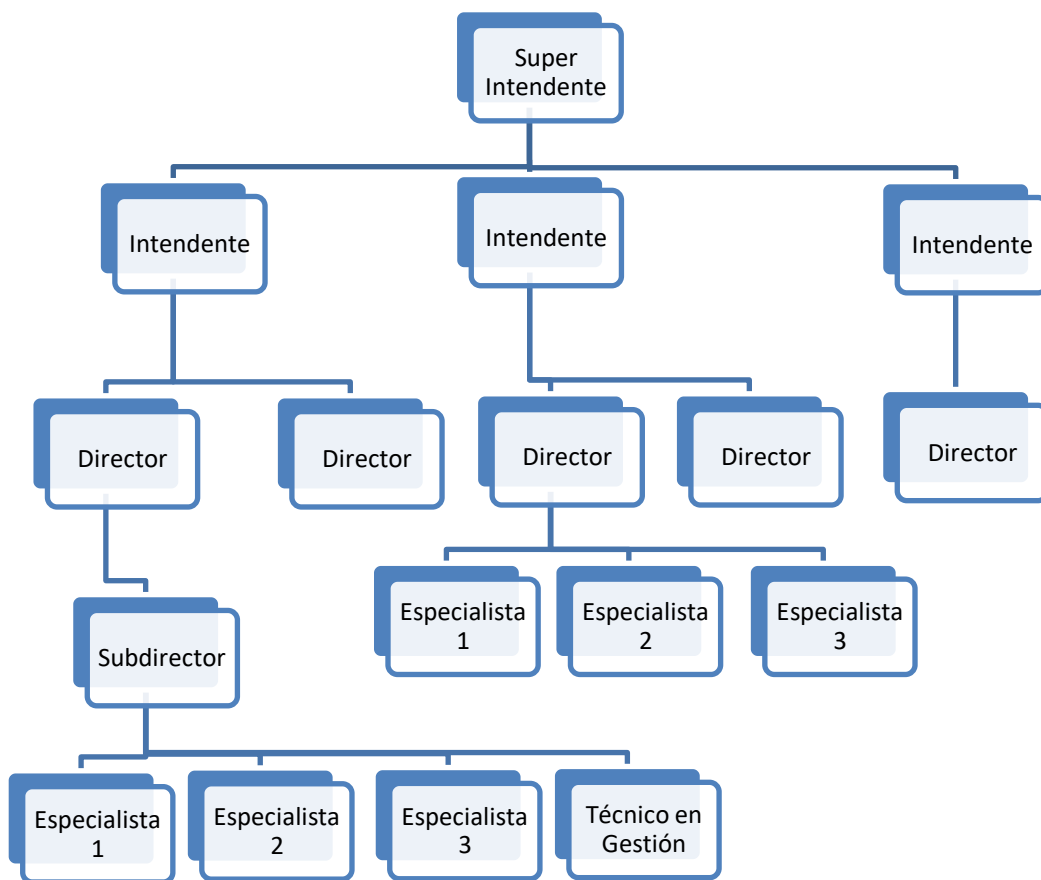 Super
Intendente
Intendente
Intendente
Intendente
Director
Director
Director
Director
Director
Especialista
1
Especialista
2
Especialista
3
Subdirector
Especialista
1
Especialista
2
Especialista
3
Técnico en
Gestión